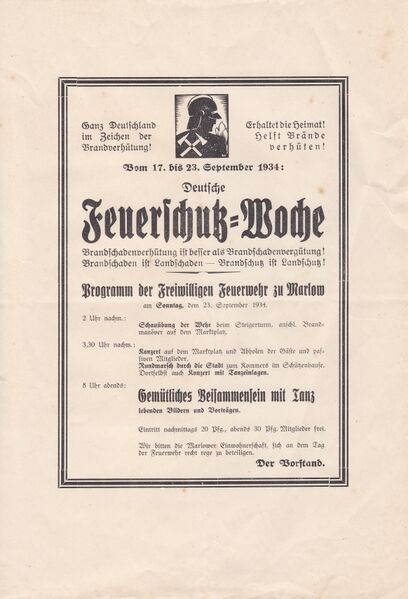 Ganz Deutschland
im Zeichen der
Brandverhütung!
Erhaltet die Heimat!
Helft Brände
verhüten!
Vom 17. bis 23. September 1934:
Deutsche
Feuerschutz=Woche
Brandschadenverhütung ist besser als Brandschadenvergütung!
Brandschaden ist Landschaden — Brandschutz ist Landschutz!
Programm der Freiwilligen Feuerwehr zu Marlow
am Sonntag, den 23. September 1934.
2 Uhr nachm.:
Schauübung der Wehr beim Steigerturm, anschl. Brand-
manöver auf dem Marktplatz.
3,30 Uhr nachm.:
Konzert auf dem Marktplatz und Abholen der Gäste und pas-
siven Mitglieder.
Rundmarsch durch die Stadt zum Kommers im Schützenhause.
Dortselbst auch Konzert mit Tanzeinlagen.
8 Uhr abends:
Gemütliches Beisammensein mit Tanz
lebenden Bildern und Vorträgen.
Eintritt nachmittags 20 Pfg., abends 30 Pfg. Mitglieder frei.
Wir bitten die Marlower Einwohnerschaft, sich an dem Tag
der Feuerwehr recht rege zu beteiligen.
Der Vorstand.